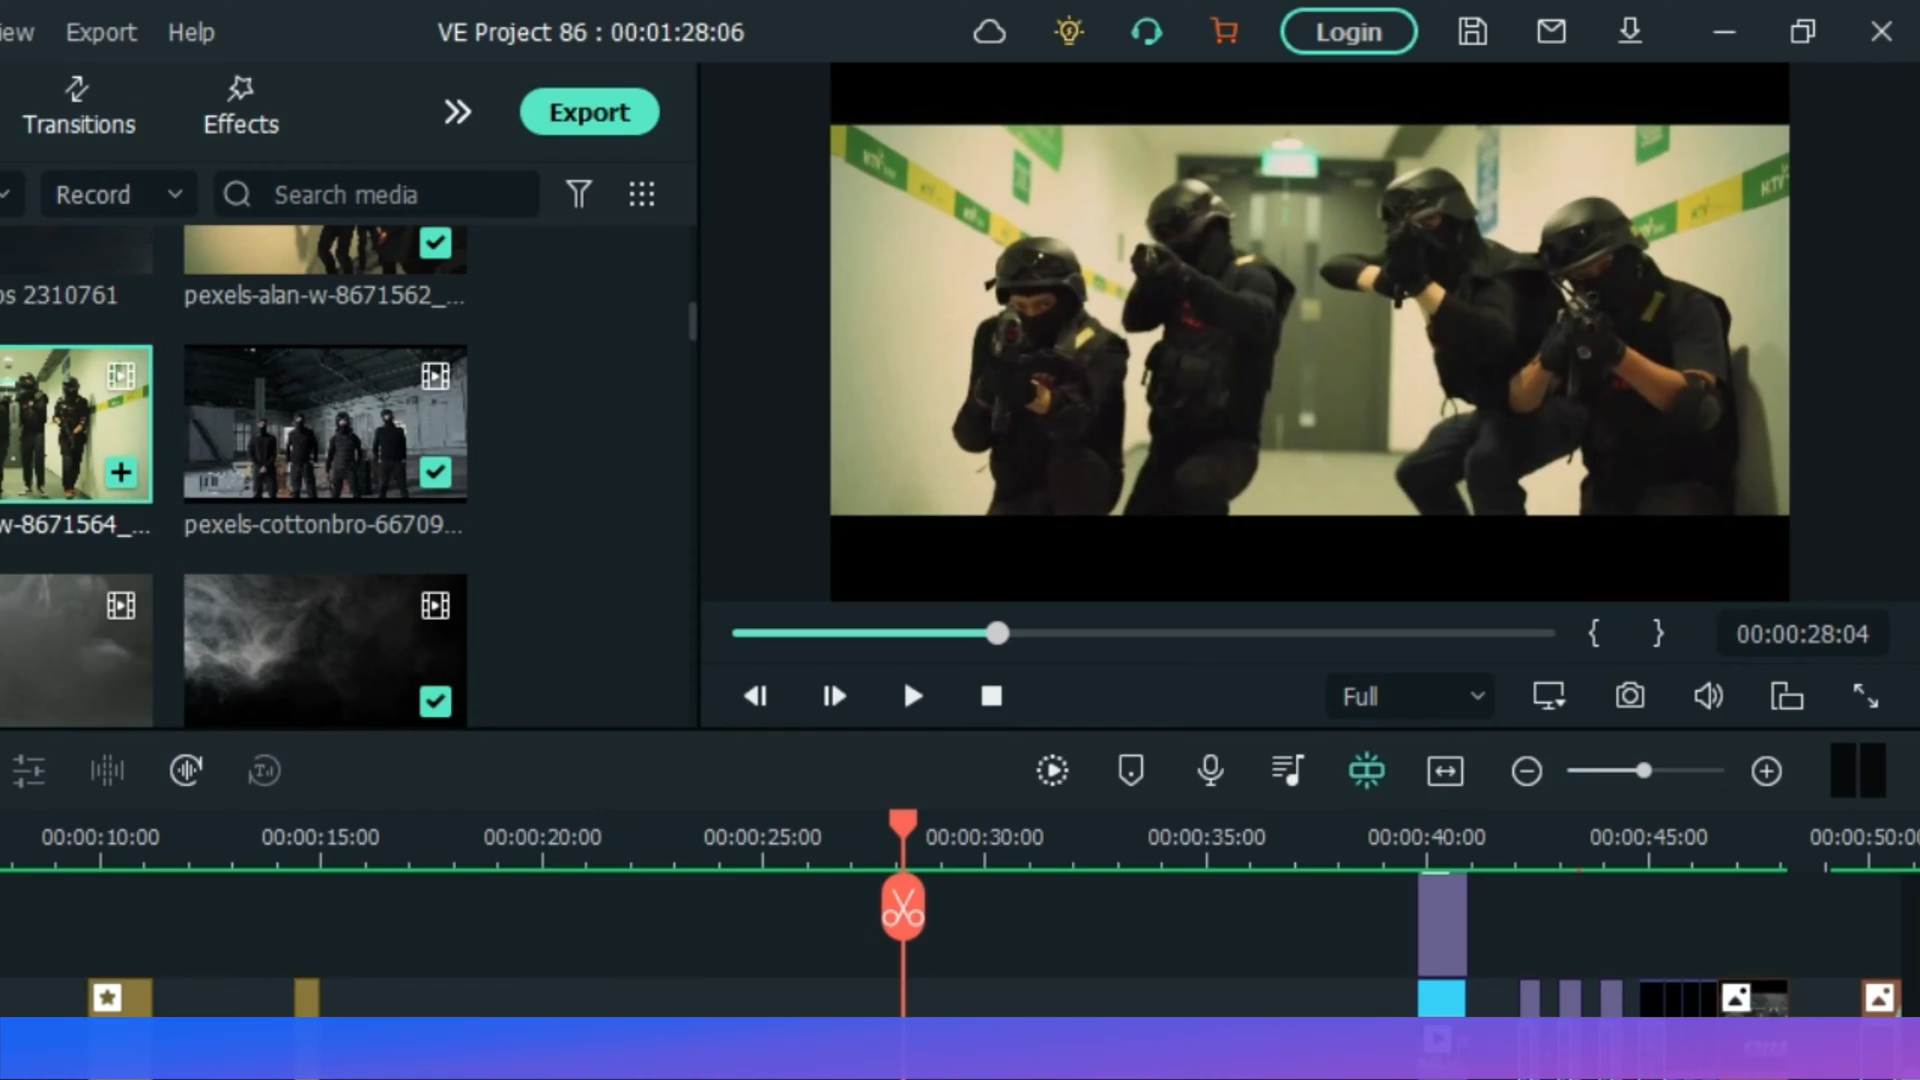 iew Export Help VE Project 86 : 00:01:28:06 Login
Transitions Effects Export
Record Search media
os 2310761 pexels-alan-w-8671562_...
w-8671564_... pexels-cottonbro-66709...
00:00:28:04
Full
00:00:10:00 00:00:15:00 00:00:20:00 00:00:25:00 00:00:30:00 00:00:35:00 00:00:40:00 00:00:45:00 00:00:50:00